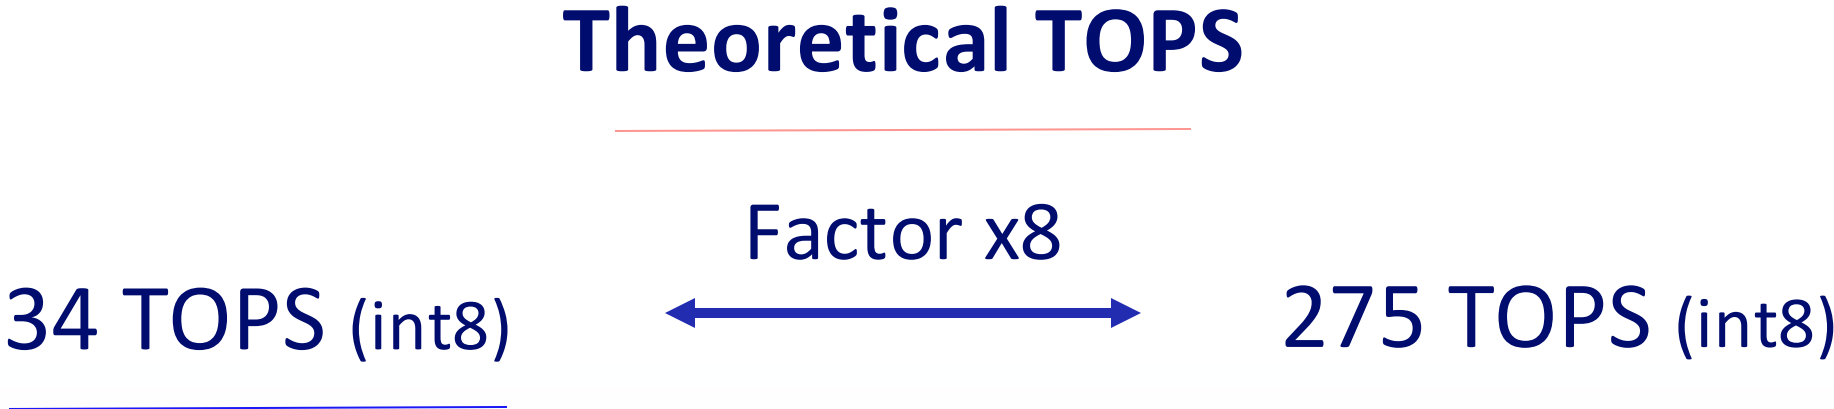 Theoretical TOPS
Factor x8
34 TOPS (int8)
275 TOPS (int8)